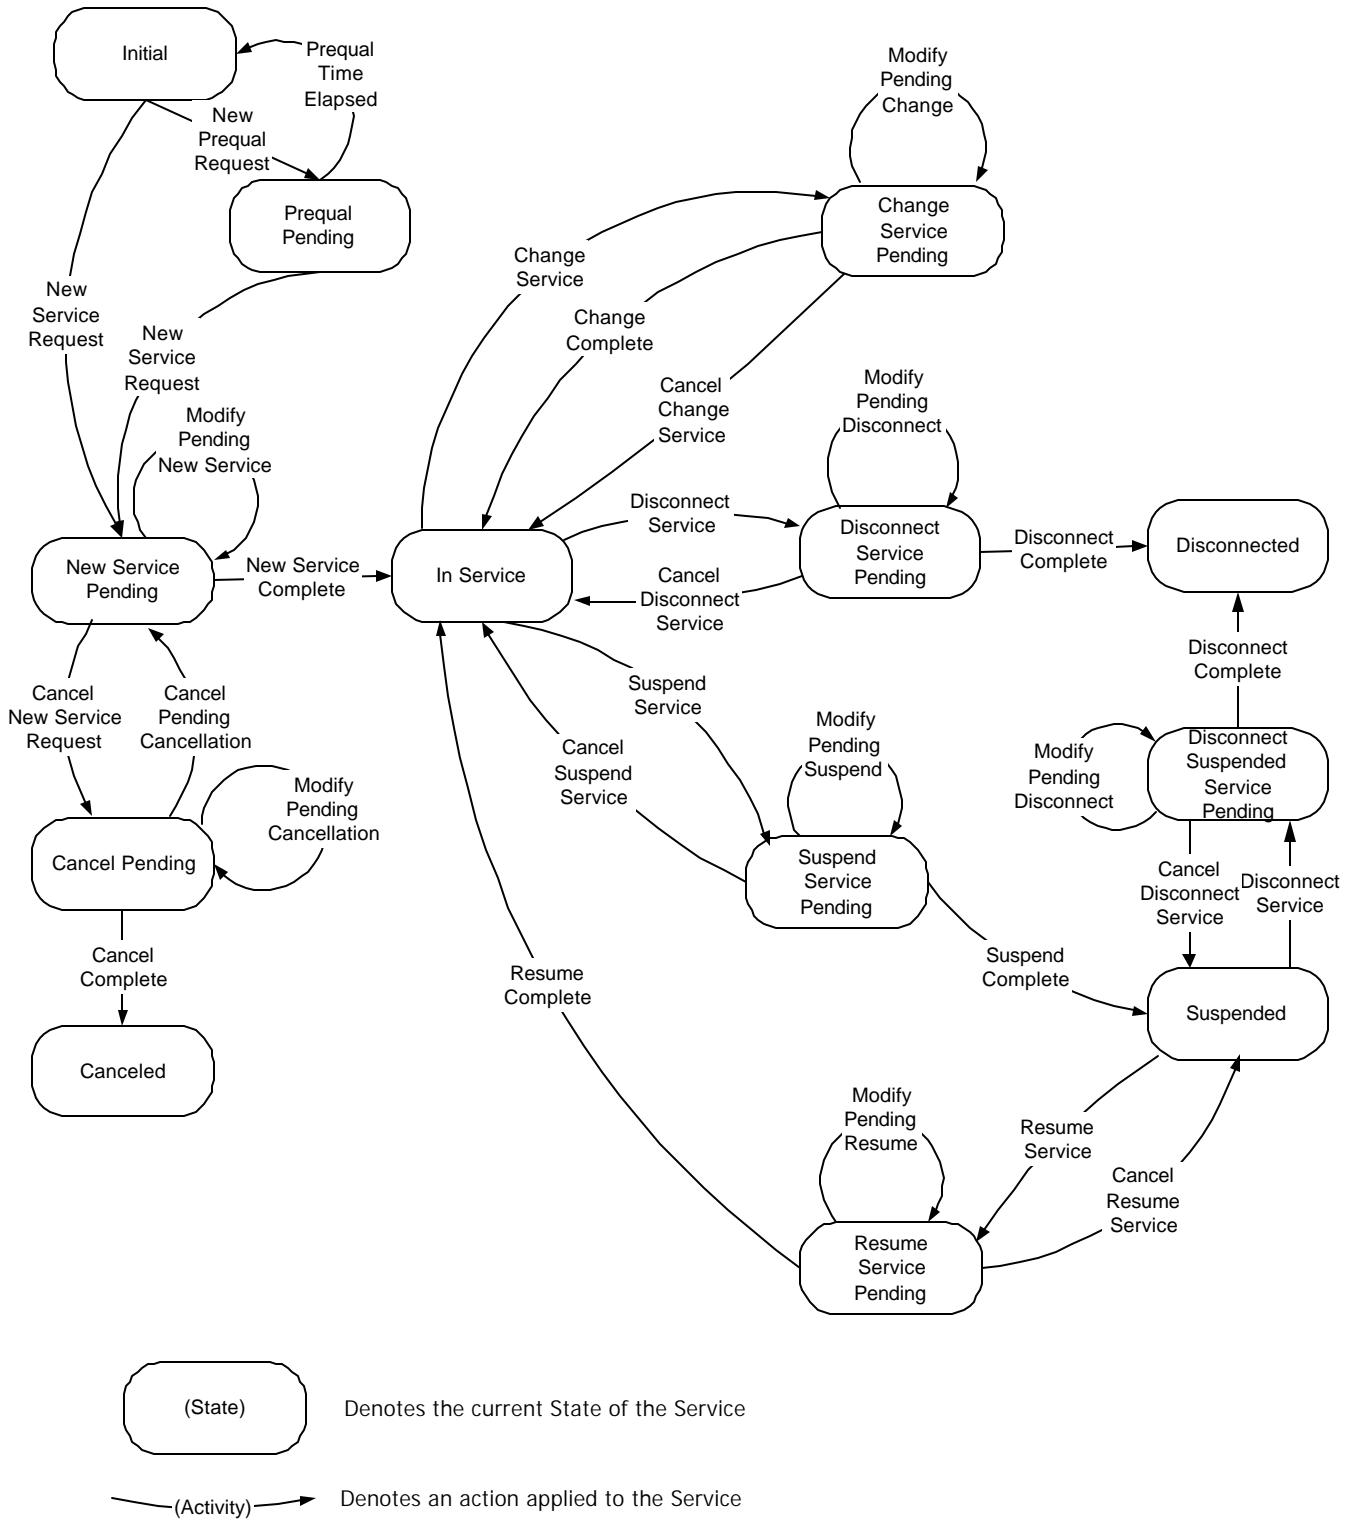 Initial
Prequal
Time
Elapsed
New
Prequal
Request
Prequal
Pending
New
Service
Request
New
Service
Request
Modify
Pending
New Service
New Service
Pending
New Service
Complete
Cancel
New Service
Request
Cancel
Pending
Cancellation
Modify
Pending
Cancellation
Cancel Pending
Cancel
Complete
Canceled
Modify
Pending
Change
Change
Service
Pending
Change
Service
Change
Complete
Cancel
Change
Service
Modify
Pending
Disconnect
Disconnect
Service
In Service
Disconnect
Service
Pending
Disconnect
Complete
Disconnected
Cancel
Disconnect
Service
Suspend
Service
Cancel
Suspend
Service
Modify
Pending
Suspend
Suspend
Service
Pending
Disconnect
Complete
Modify
Pending
Disconnect
Disconnect
Suspended
Service
Pending
Cancel
Disconnect
Service
Disconnect
Service
Suspend
Complete
Suspended
Resume
Complete
Modify
Pending
Resume
Resume
Service
Cancel
Resume
Service
Resume
Service
Pending
(State)
Denotes the current State of the Service
(Activity)
Denotes an action applied to the Service